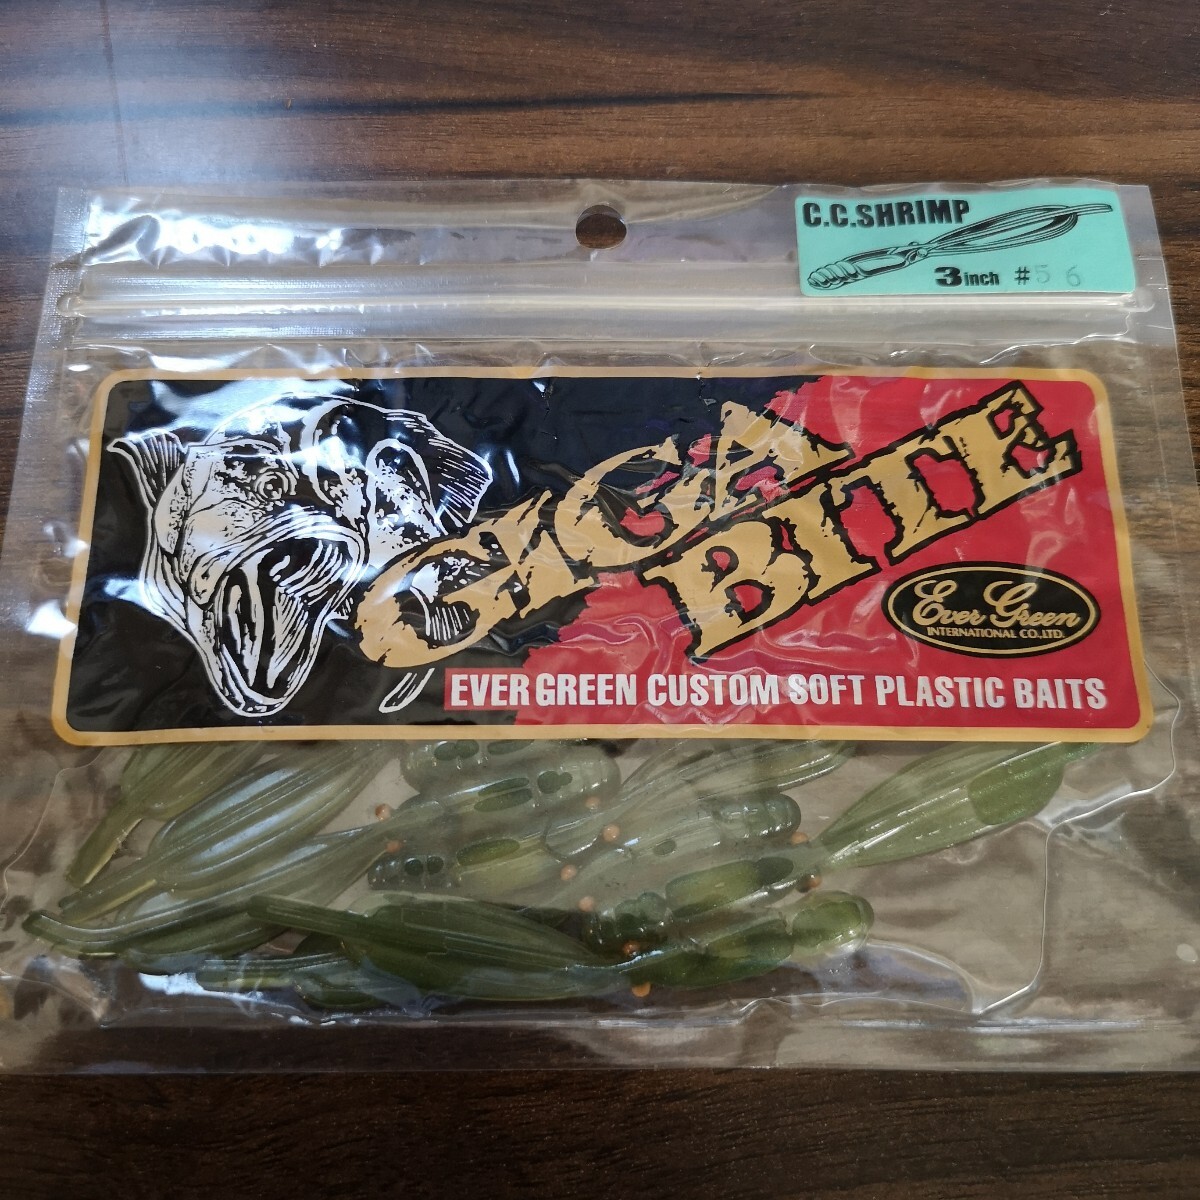 C.C.SHRIMP
3inch #56
GIGA
BITE
Ever Green
INTERNATIONAL CO.,LTD.
EVER GREEN CUSTOM SOFT PLASTIC BAITS